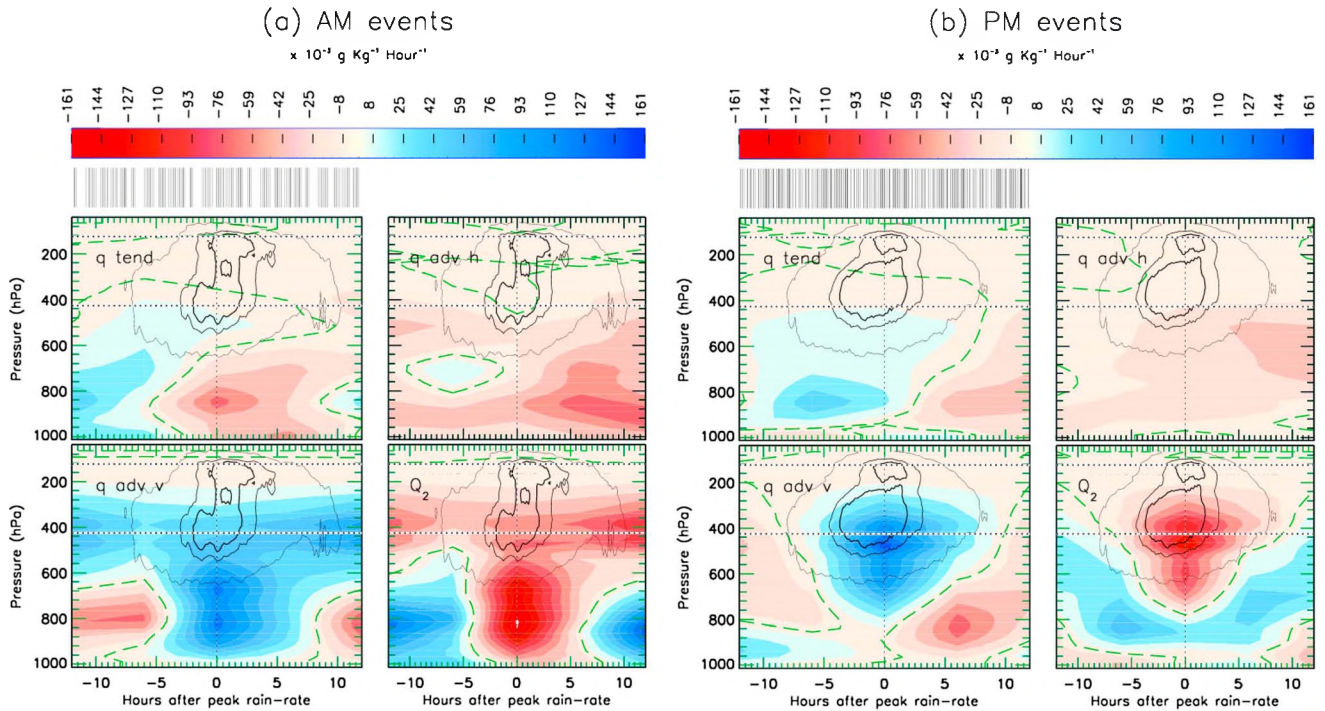 (a) AM events
x 10⁻³ g Kg⁻¹ Hour⁻¹
-161 -144 -127 -110 -93 -76 -59 -42 -25 -8 8 25 42 59 76 93 110 127 144 161
q tend
q adv h
200
400
600
800
1000
Pressure (hPa)
q adv v
Q₂
200
400
600
800
1000
Pressure (hPa)
-10 -5 0 5 10
-10 -5 0 5 10
Hours after peak rain-rate
Hours after peak rain-rate
(b) PM events
x 10⁻³ g Kg⁻¹ Hour⁻¹
-161 -144 -127 -110 -93 -76 -59 -42 -25 -8 8 25 42 59 76 93 110 127 144 161
q tend
q adv h
200
400
600
800
1000
Pressure (hPa)
q adv v
Q₂
200
400
600
800
1000
Pressure (hPa)
-10 -5 0 5 10
-10 -5 0 5 10
Hours after peak rain-rate
Hours after peak rain-rate